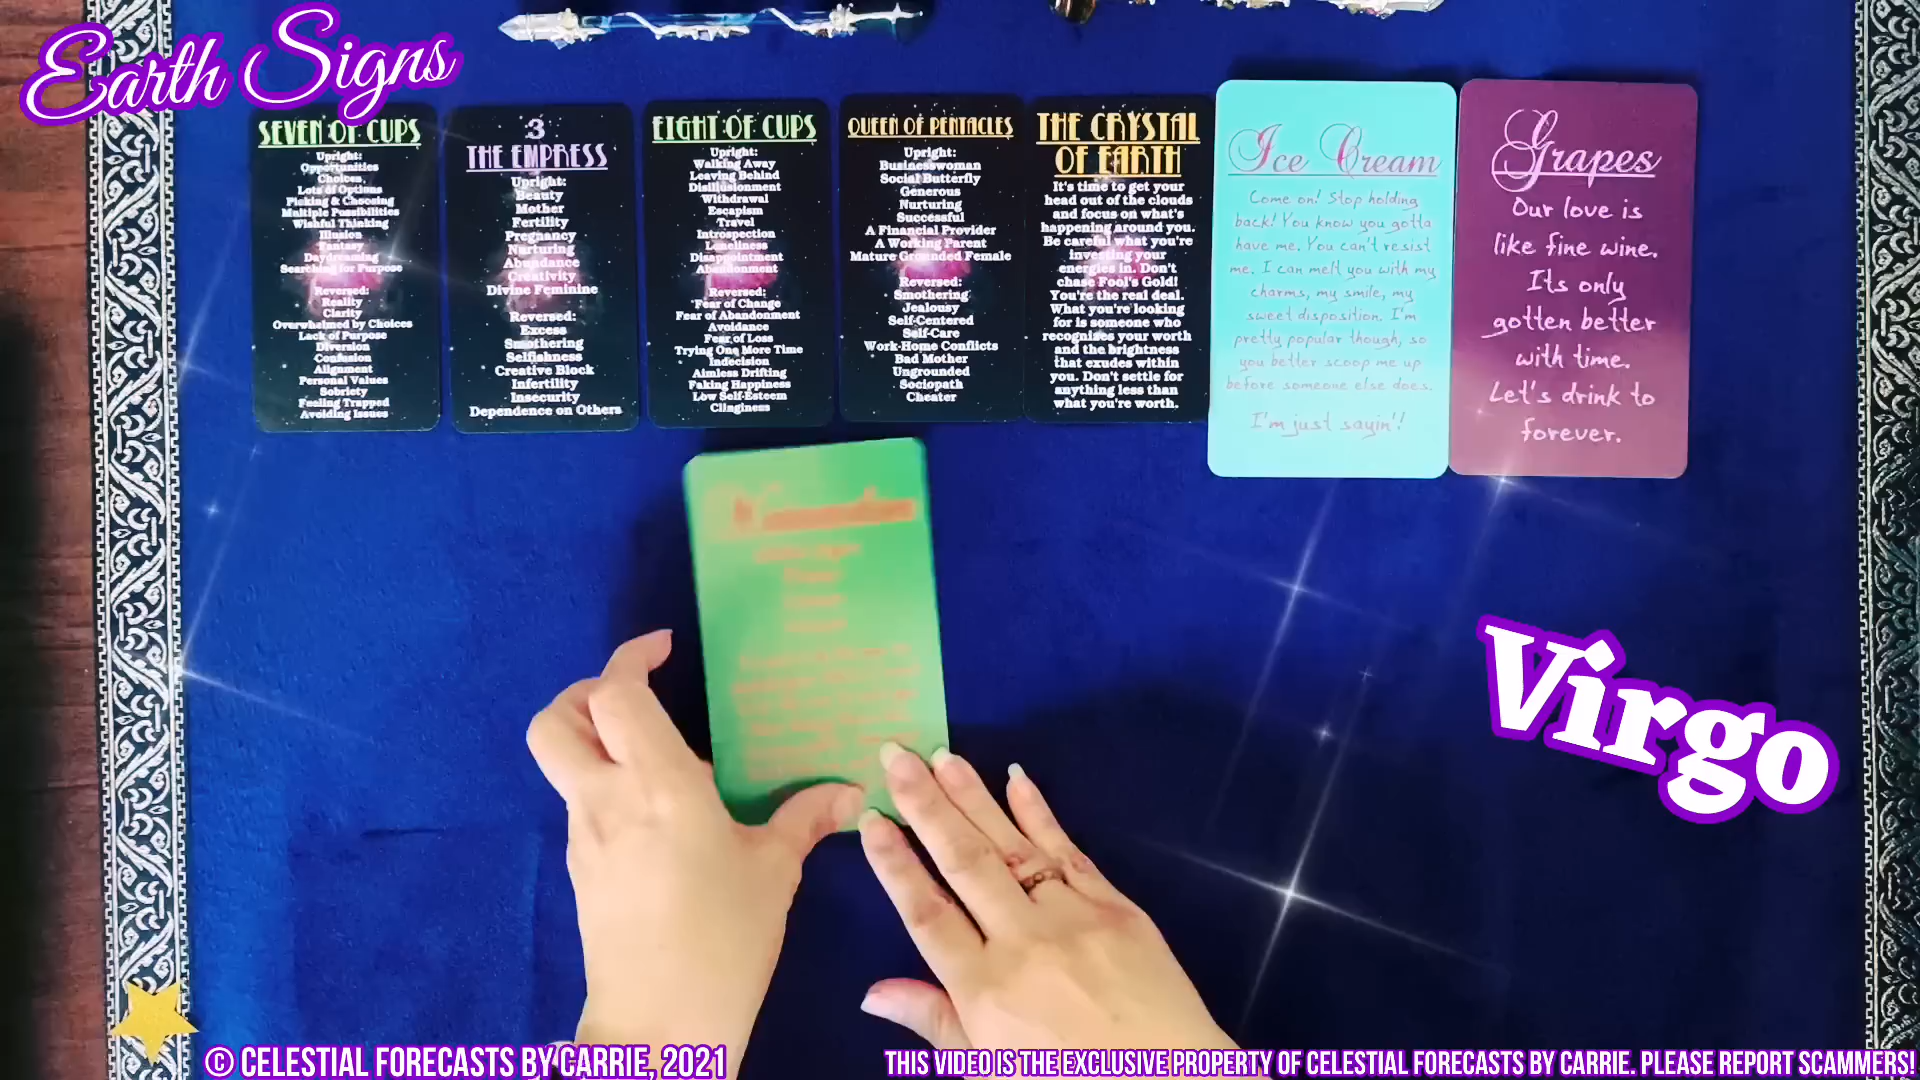 Earth Signs
SEVEN OF CUPS
Upright:
Opportunities
Choices
Lots of Options
Picking & Choosing
Multiple Possibilities
Wishful Thinking
Illusion
Fantasy
Daydreaming
Searching for Purpose
Reversed:
Reality
Clarity
Overwhelmed by Choices
Lack of Purpose
Diversion
Confusion
Alignment
Personal Values
Sobriety
Feeling Trapped
Avoiding Issues
3
THE EMPRESS
Upright:
Beauty
Mother
Fertility
Pregnancy
Nurturing
Abundance
Creativity
Divine Feminine
Reversed:
Excess
Smothering
Selfishness
Creative Block
Infertility
Insecurity
Dependence on Others
EIGHT OF CUPS
Upright:
Walking Away
Leaving Behind
Disillusionment
Withdrawal
Escapism
Travel
Introspection
Loneliness
Disappointment
Abandonment
Reversed:
Fear of Change
Fear of Abandonment
Avoidance
Fear of Loss
Trying One More Time
Indecision
Aimless Drifting
Faking Happiness
Low Self-Esteem
Clinginess
QUEEN OF PENTACLES
Upright:
Businesswoman
Social Butterfly
Generous
Nurturing
Successful
A Financial Provider
A Working Parent
Mature Grounded Female
Reversed:
Smothering
Jealousy
Self-Centered
Self-Care
Work-Home Conflicts
Bad Mother
Ungrounded
Sociopath
Cheater
THE CRYSTAL
OF EARTH
It's time to get your
head out of the clouds
and focus on what's
happening around you.
Be careful what you're
investing your
energies in. Don't
chase Fool's Gold!
You're the real deal.
What you're looking
for is someone who
recognizes your worth
and the brightness
that exudes within
you. Don't settle for
anything less than
what you're worth.
Ice Cream
Come on! Stop holding
back! You know you gotta
have me. You can't resist
me. I can melt you with my
charms, my smile, my
sweet disposition. I'm
pretty popular though, so
you better scoop me up
before someone else does.
I'm just sayin'!
Grapes
Our love is
like fine wine.
Its only
gotten better
with time.
Let's drink to
forever.
Virgo
© CELESTIAL FORECASTS BY CARRIE, 2021
THIS VIDEO IS THE EXCLUSIVE PROPERTY OF CELESTIAL FORECASTS BY CARRIE. PLEASE REPORT SCAMMERS!